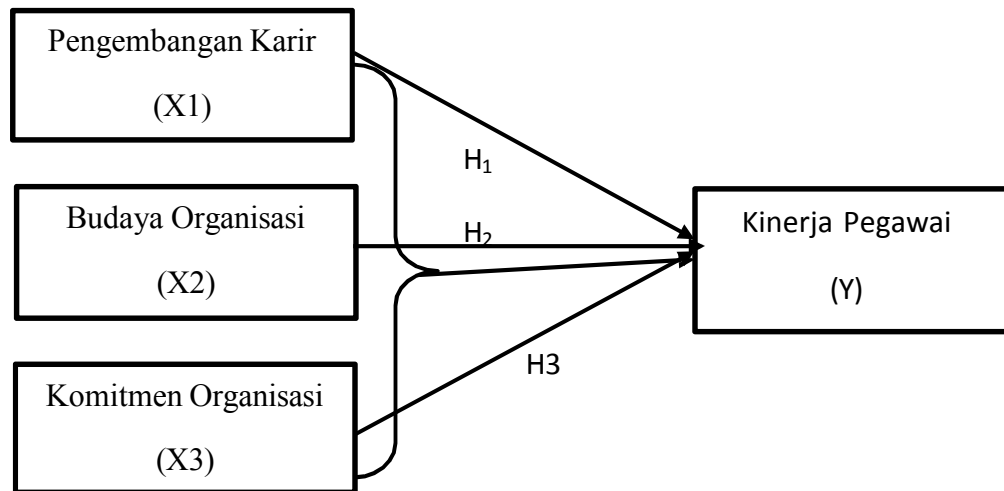 Pengembangan Karir
(X1)
H₁
Budaya Organisasi
(X2)
H₂
Kinerja Pegawai
(Y)
H3
Komitmen Organisasi
(X3)